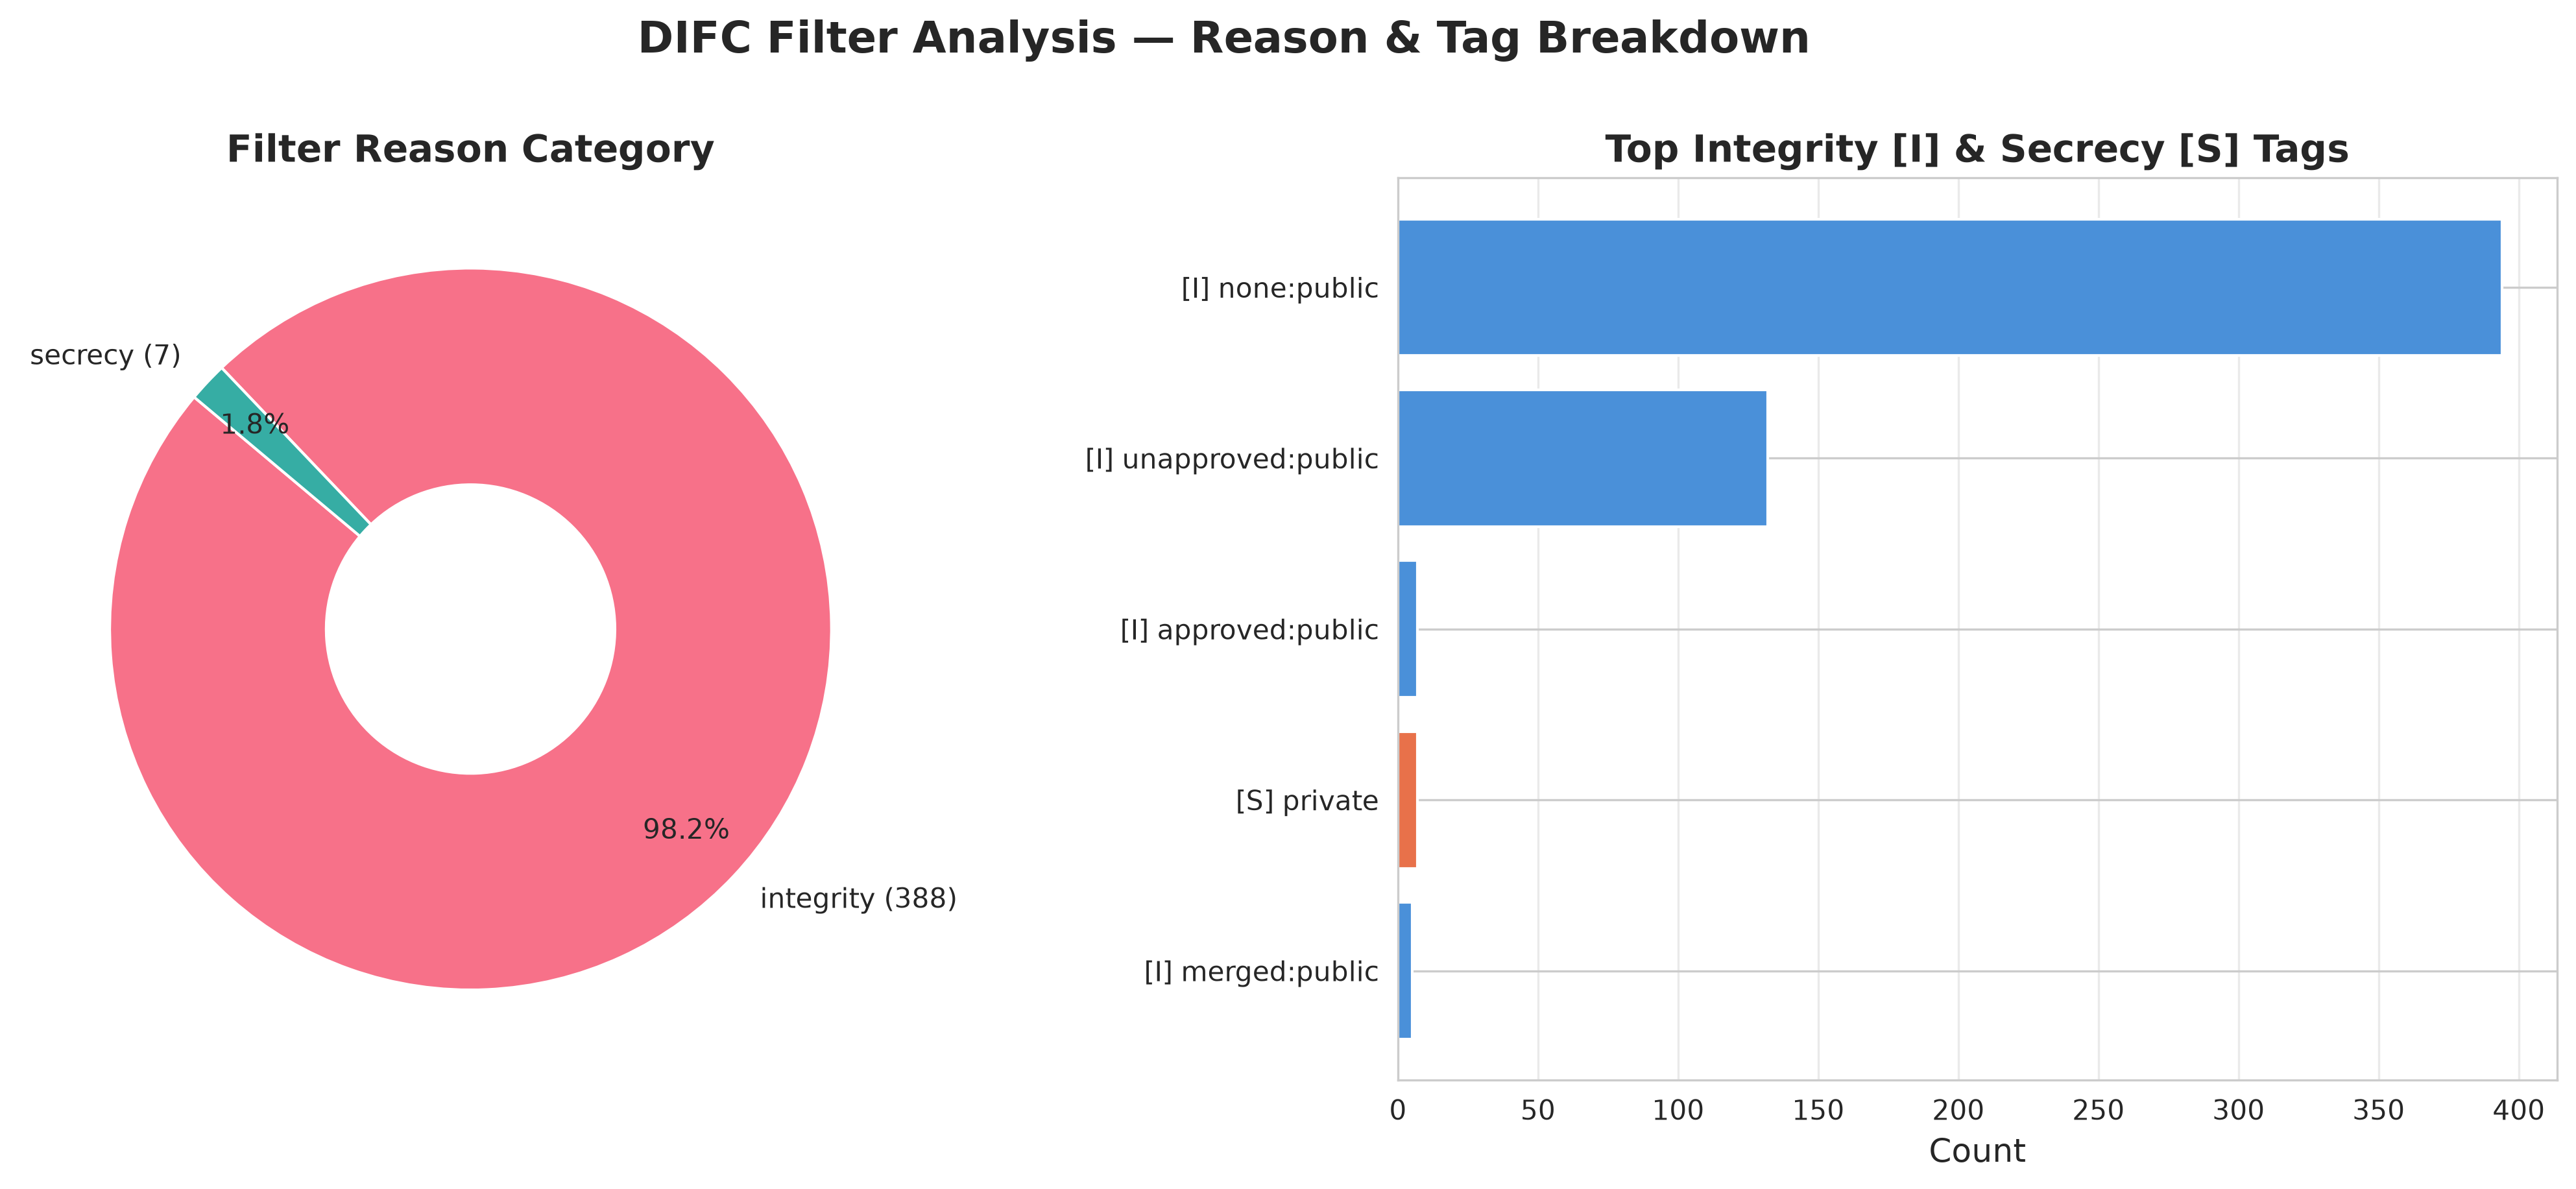 DIFC Filter Analysis — Reason & Tag Breakdown
Filter Reason Category
secrecy (7)
1.8%
98.2%
integrity (388)
Top Integrity [I] & Secrecy [S] Tags
[I] none:public
[I] unapproved:public
[I] approved:public
[S] private
[I] merged:public
0 50 100 150 200 250 300 350 400
Count